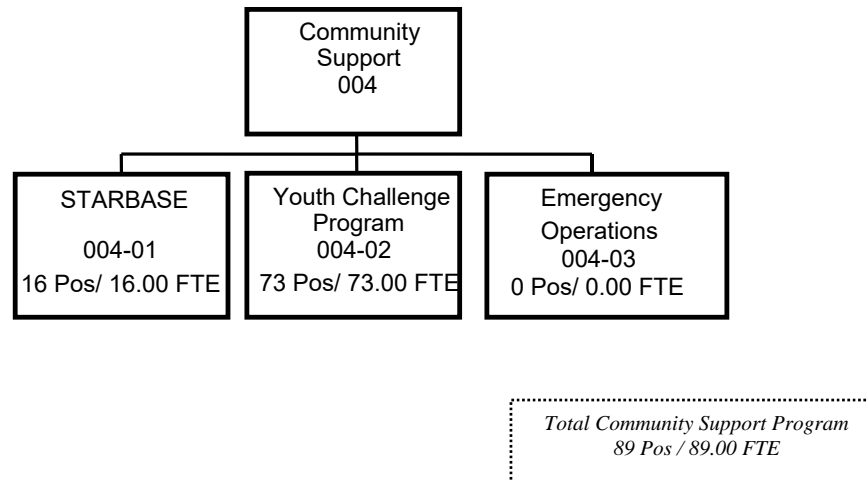 Community
Support
004
STARBASE
004-01
16 Pos/ 16.00 FTE
Youth Challenge
Program
004-02
73 Pos/ 73.00 FTE
Emergency
Operations
004-03
0 Pos/ 0.00 FTE
Total Community Support Program
89 Pos / 89.00 FTE